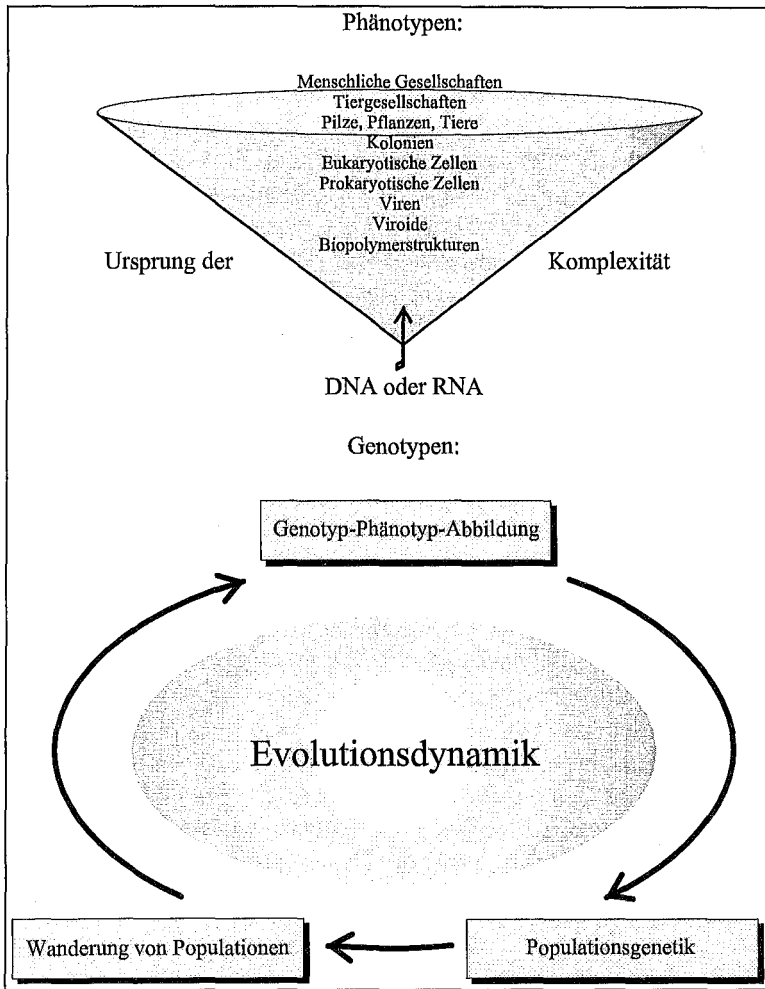 Phänotypen:
Menschliche Gesellschaften
Tiergesellschaften
Pilze, Pflanzen, Tiere
Kolonien
Eukaryotische Zellen
Prokaryotische Zellen
Viren
Viroide
Biopolymerstrukturen
Ursprung der
Komplexität
DNA oder RNA
Genotypen:
Genotyp-Phänotyp-Abbildung
Evolutionsdynamik
Wanderung von Populationen
Populationsgenetik